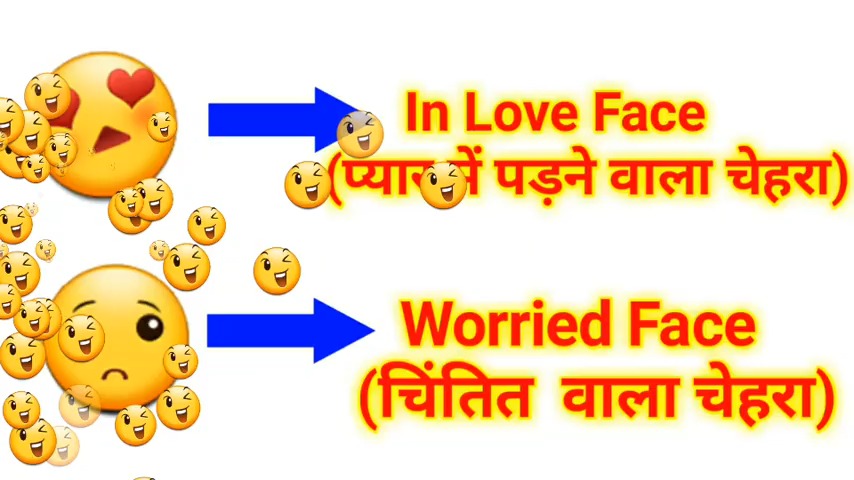 In Love Face
(प्यार में पड़ने वाला चेहरा)
Worried Face
(चिंतित वाला चेहरा)